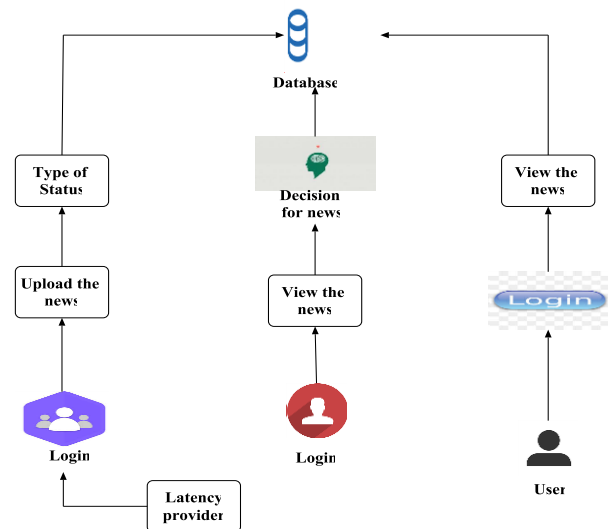 Database
Type of
Status
Decision
for news
View the
news
Upload the
news
View the
news
Login
Login
Login
User
Latency
provider